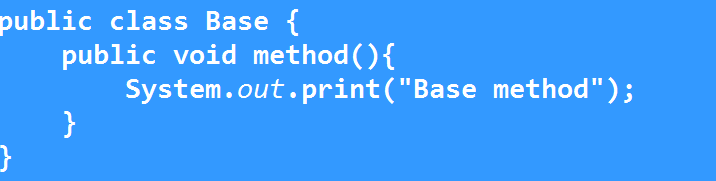 public class Base {
    public void method(){
        System.out.print("Base method");
    }
}